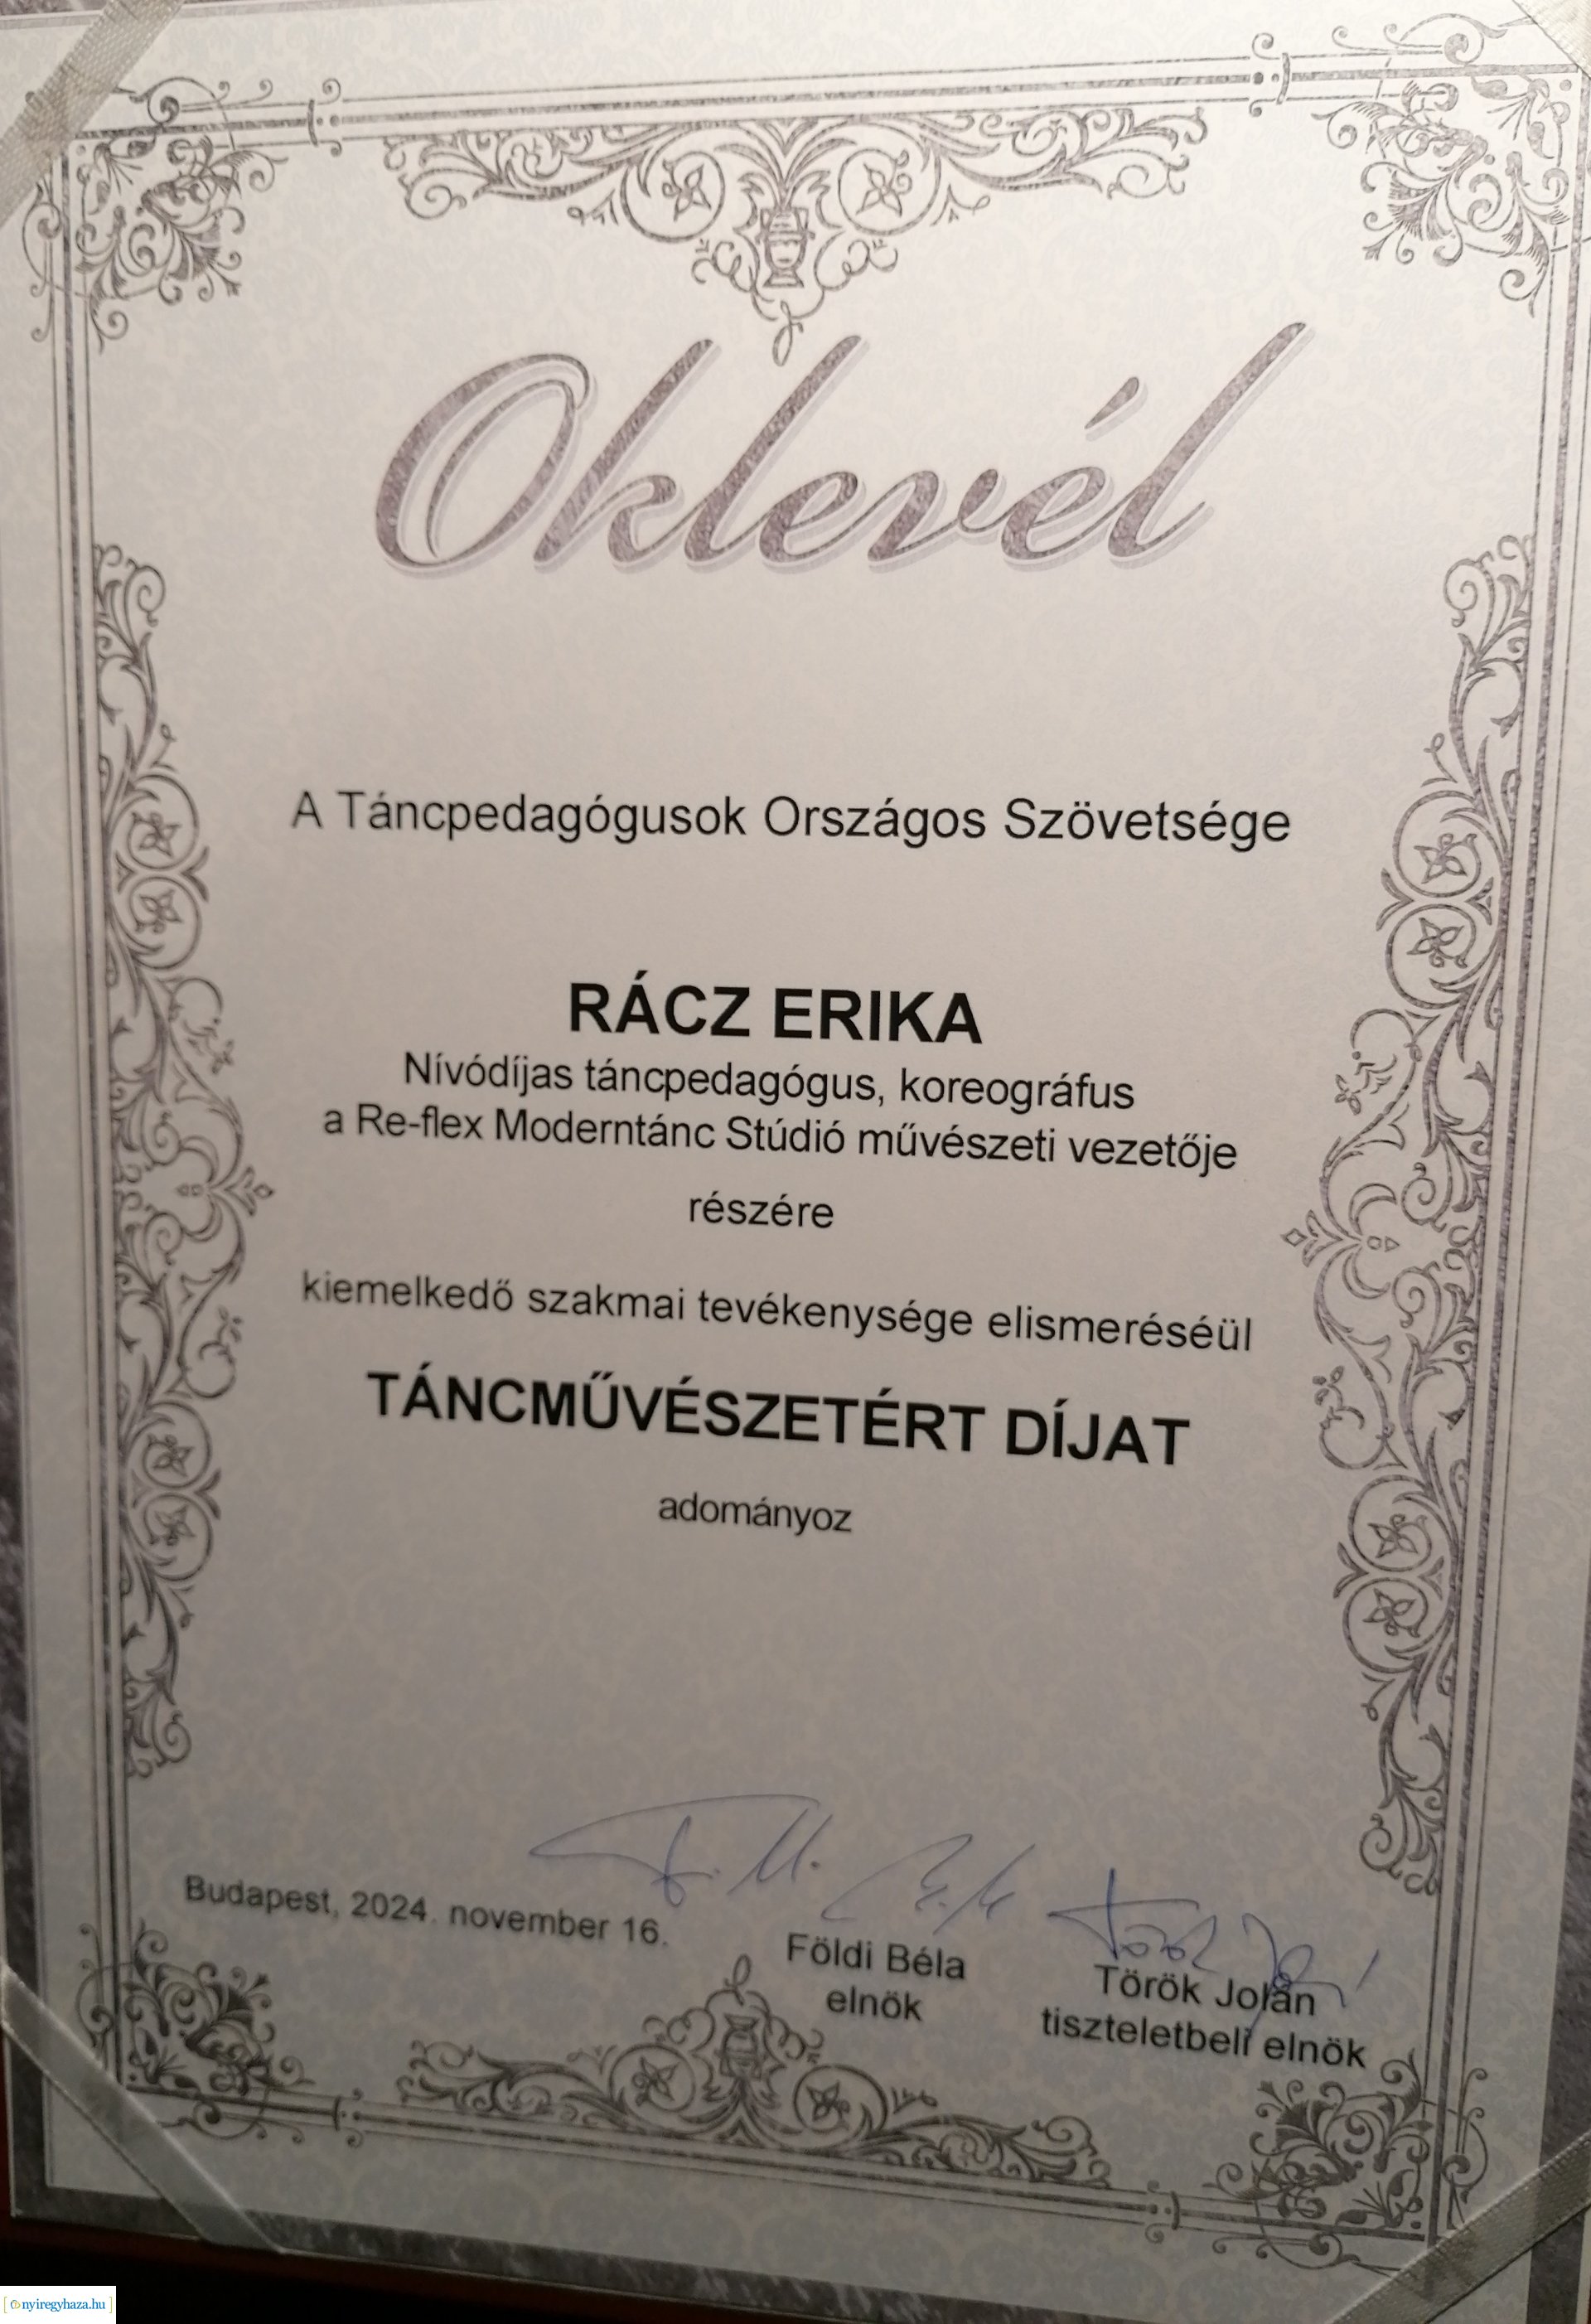 Oklevél
A Táncpedagógusok Országos Szövetsége
RÁCZ ERIKA
Nívódíjas táncpedagógus, koreográfus
a Re-flex Moderntánc Stúdió művészeti vezetője
részére
kiemelkedő szakmai tevékenysége elismeréséül
TÁNCMŰVÉSZETÉRT DÍJAT
adományoz
Budapest, 2024. november 16.
Földi Béla
elnök
Török Jolán
tiszteletbeli elnök
nyiregyhaza.hu